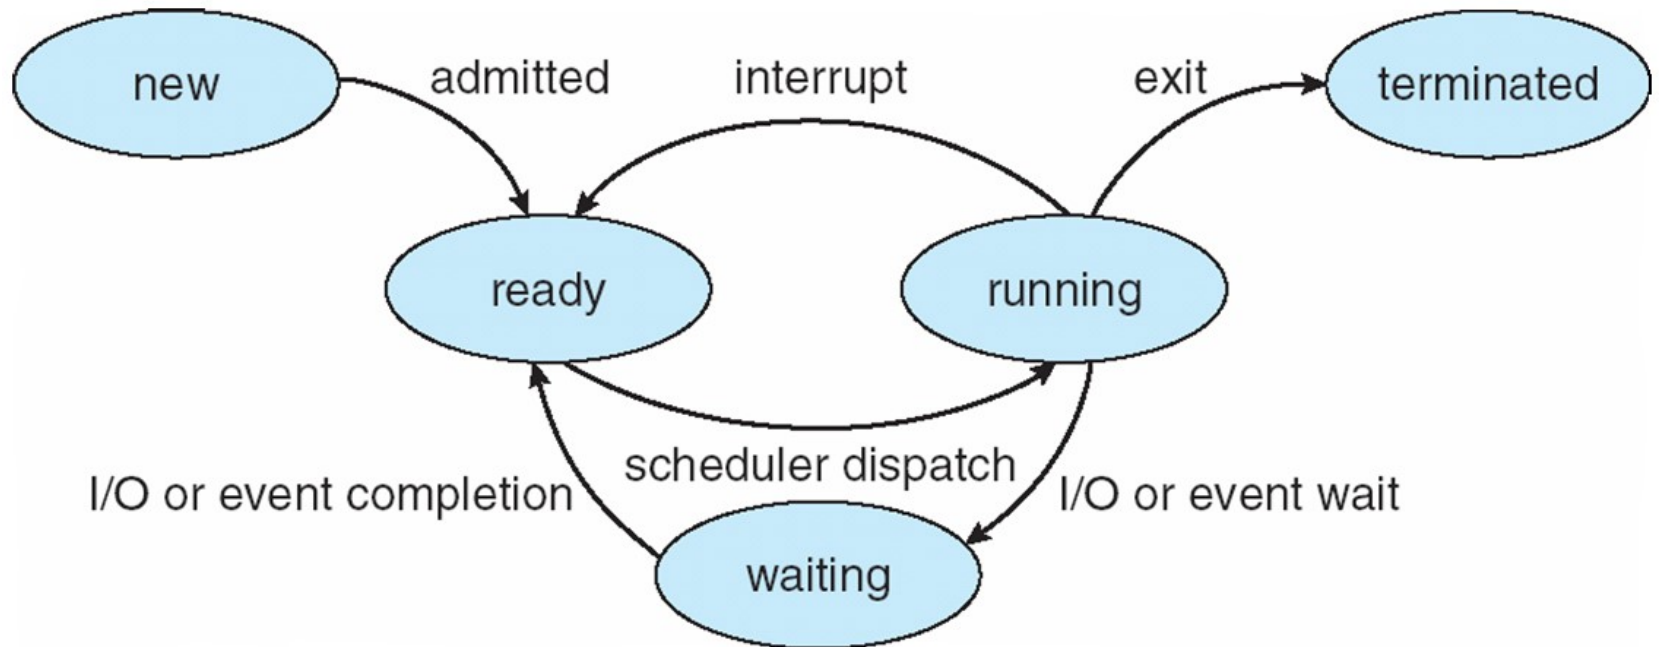 new
admitted
interrupt
exit
terminated
ready
running
scheduler dispatch
I/O or event completion
I/O or event wait
waiting